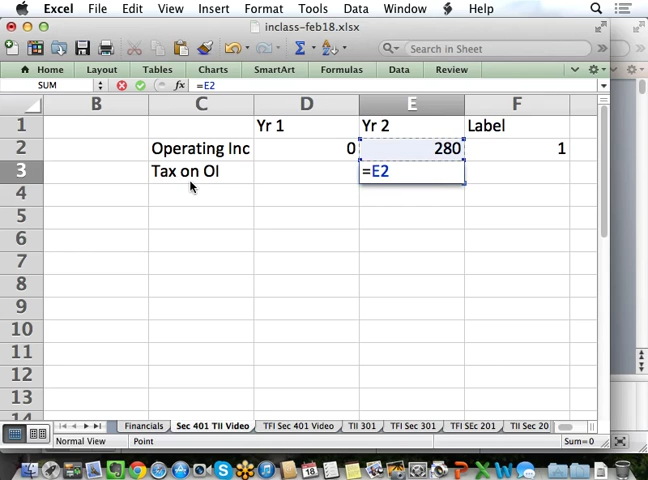 Excel File Edit View Insert Format Tools Data Window Help
inclass-feb18.xlsx
Search in Sheet
Home Layout Tables Charts SmartArt Formulas Data Review
SUM =E2
B C D E F
1 Yr 1 Yr 2 Label
2 Operating Inc 0 280 1
3 Tax on OI =E2
4
5
6
7
8
9
10
11
12
13
14
Financials Sec 401 TII Video TFI Sec 401 Video TII 301 TFI Sec 301 TFI SEc 201 TII Sec 20
Normal View Point Sum=0